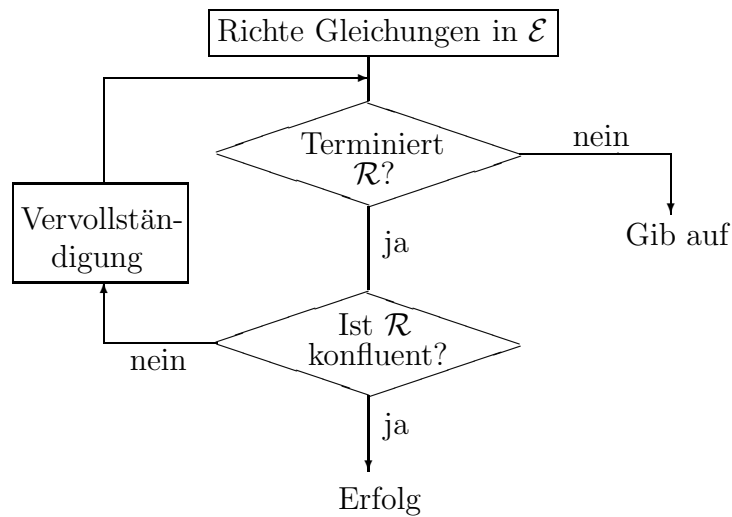 Richte Gleichungen in ℰ
Terminiert
ℛ?
nein
Gib auf
ja
Vervollstän-
digung
Ist ℛ
konfluent?
nein
ja
Erfolg